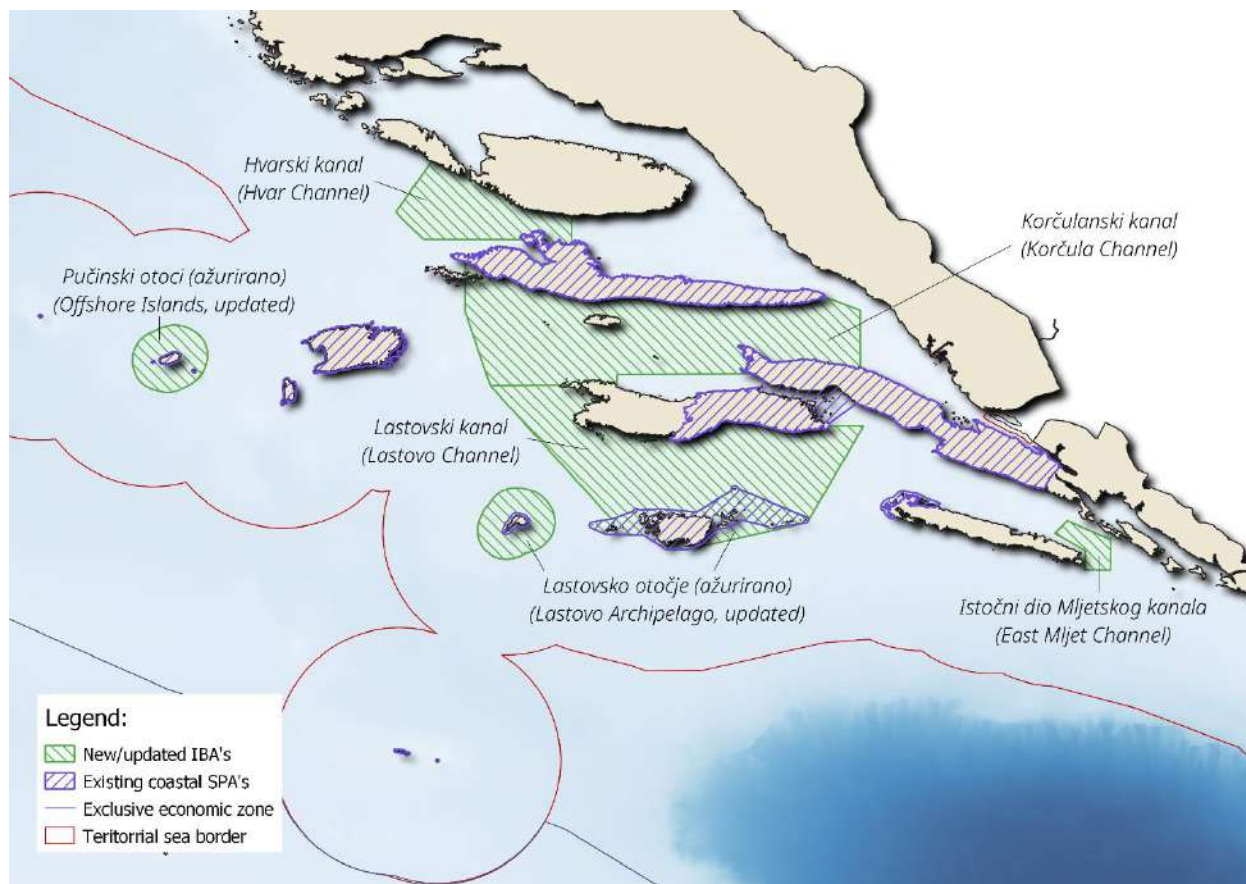 Hvarski kanal
(Hvar Channel)
Korčulanski kanal
(Korčula Channel)
Pučinski otoci (ažurirano)
(Offshore Islands, updated)
Lastovski kanal
(Lastovo Channel)
Lastovsko otočje (ažurirano)
(Lastovo Archipelago, updated)
Istočni dio Mljetskog kanala
(East Mljet Channel)
Legend:
New/updated IBA's
Existing coastal SPA's
Exclusive economic zone
Teritorrial sea border